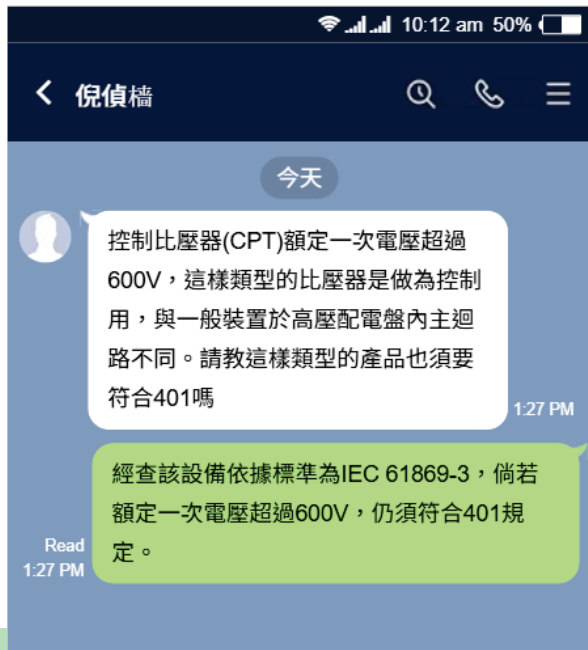 10:12 am 50%
倪偵檣
今天
控制比壓器(CPT)額定一次電壓超過
600V，這樣類型的比壓器是做為控制
用，與一般裝置於高壓配電盤內主迴
路不同。請教這樣類型的產品也須要
符合401嗎
1:27 PM
經查該設備依據標準為IEC 61869-3，倘若
額定一次電壓超過600V，仍須符合401規
定。
Read
1:27 PM